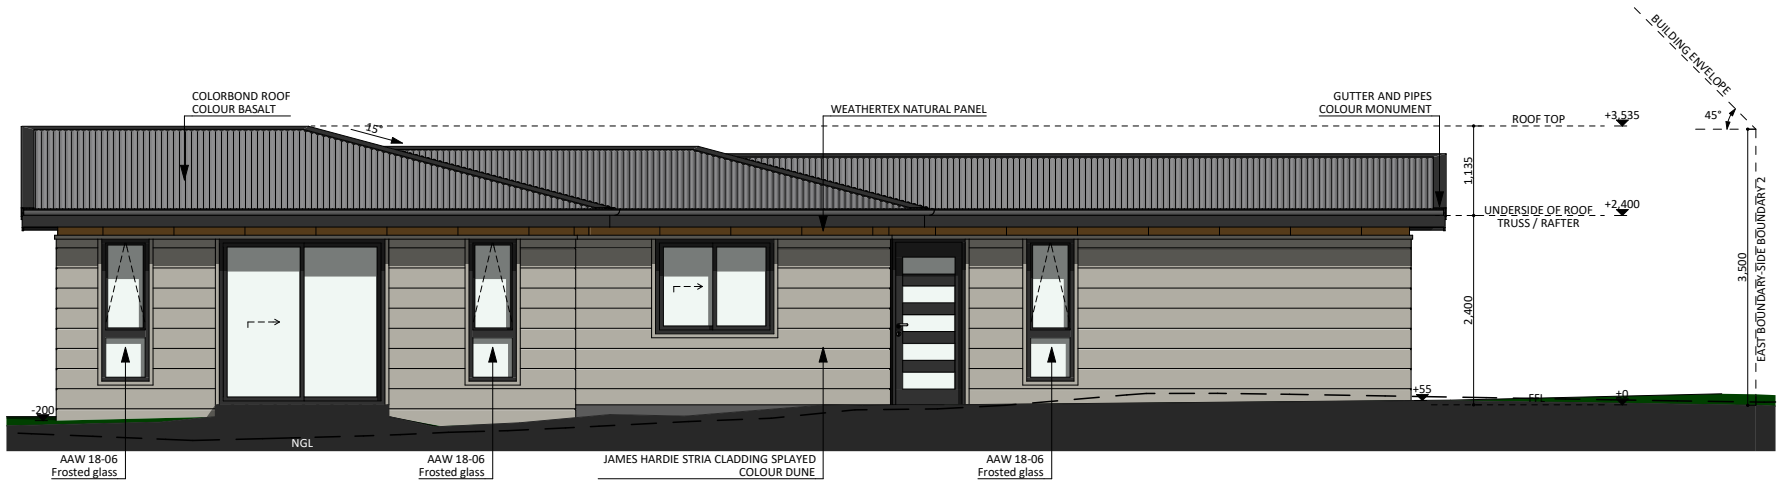 BUILDING ENVELOPE
COLORBOND ROOF
COLOUR BASALT
WEATHERTEX NATURAL PANEL
GUTTER AND PIPES
COLOUR MONUMENT
15°
ROOF TOP
+3,535
45°
1,135
UNDERSIDE OF ROOF
TRUSS / RAFTER
+2,400
2,400
3,500
EAST BOUNDARY-SIDE BOUNDARY 2
-200
+55
FFL
±0
NGL
AAW 18-06
Frosted glass
AAW 18-06
Frosted glass
JAMES HARDIE STRIA CLADDING SPLAYED
COLOUR DUNE
AAW 18-06
Frosted glass